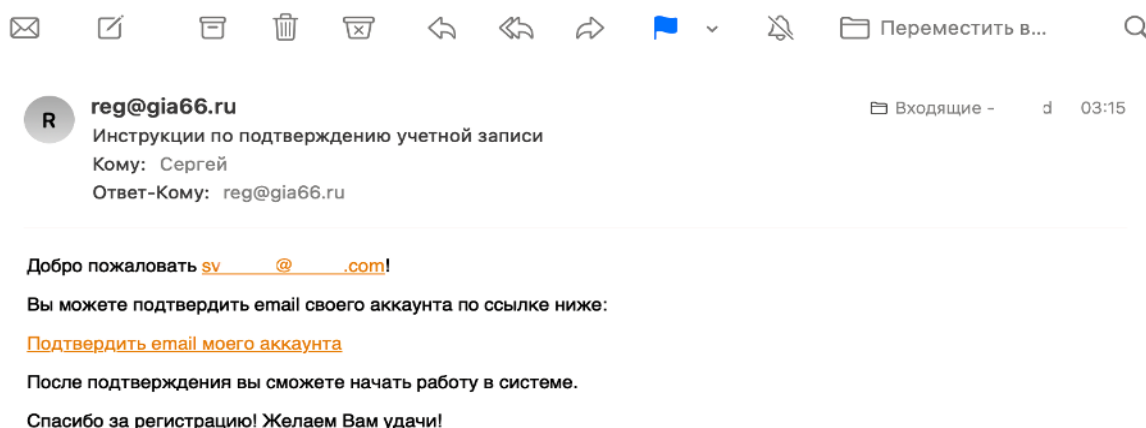 Переместить в...
R
reg@gia66.ru
Входящие - d 03:15
Инструкции по подтверждению учетной записи
Кому: Сергей
Ответ-Кому: reg@gia66.ru
Добро пожаловать sv @ .com!
Вы можете подтвердить email своего аккаунта по ссылке ниже:
Подтвердить email моего аккаунта
После подтверждения вы сможете начать работу в системе.
Спасибо за регистрацию! Желаем Вам удачи!